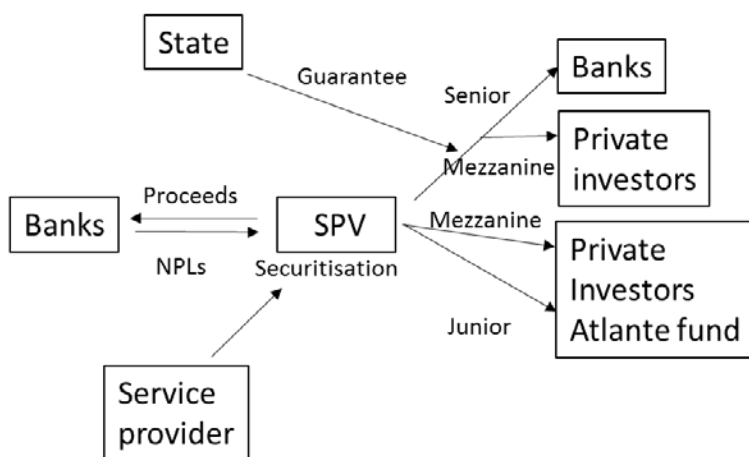 State
Guarantee
Banks
Senior
Mezzanine
Private
investors
Proceeds
Banks
NPLs
SPV
Securitisation
Mezzanine
Private
Investors
Atlante fund
Junior
Service
provider